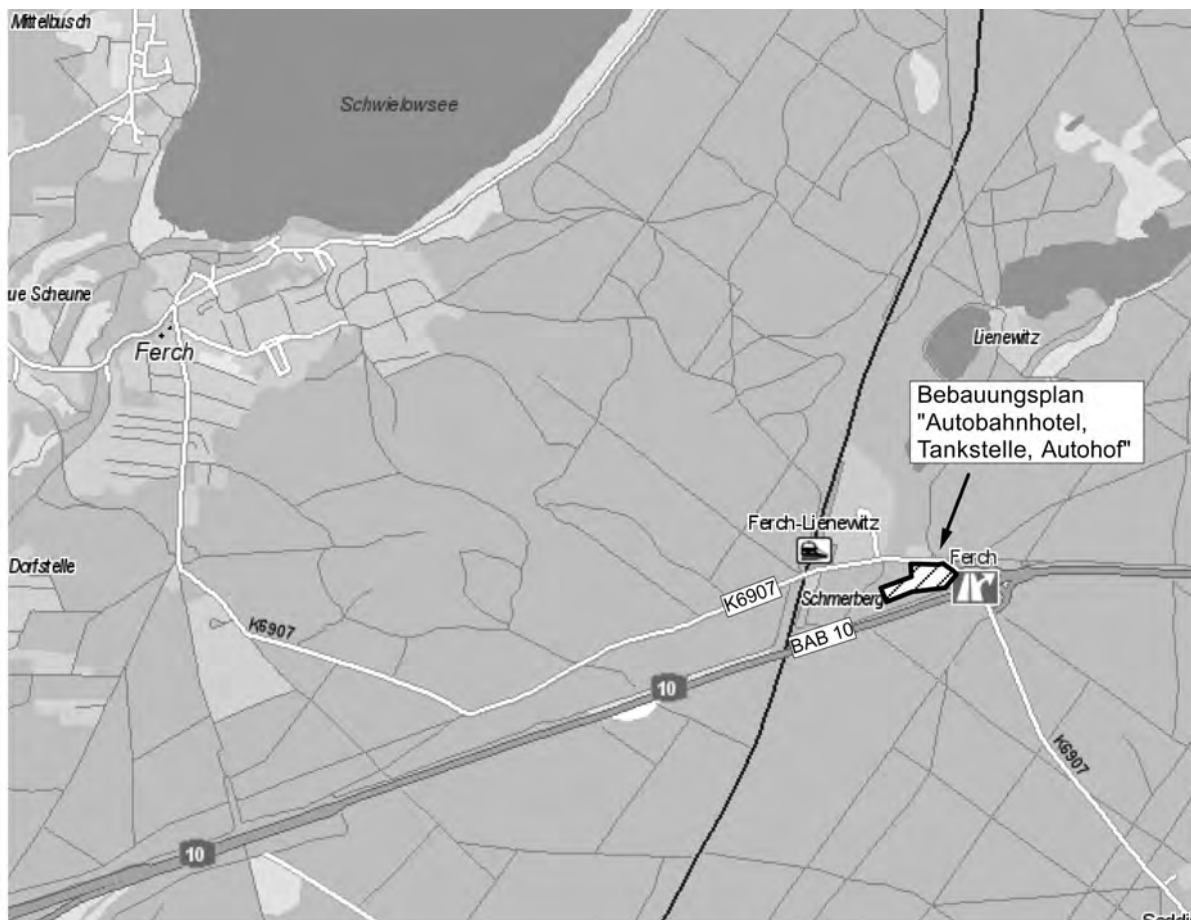 Mittelbusch
Schwielowsee
ue Scheune
Ferch
Lienewitz
Bebauungsplan
"Autobahnhotel,
Tankstelle, Autohof"
Ferch-Lienewitz
Ferch
Dorfstelle
K6907
Schmerberg
K6907
BAB 10
10
K6907
10